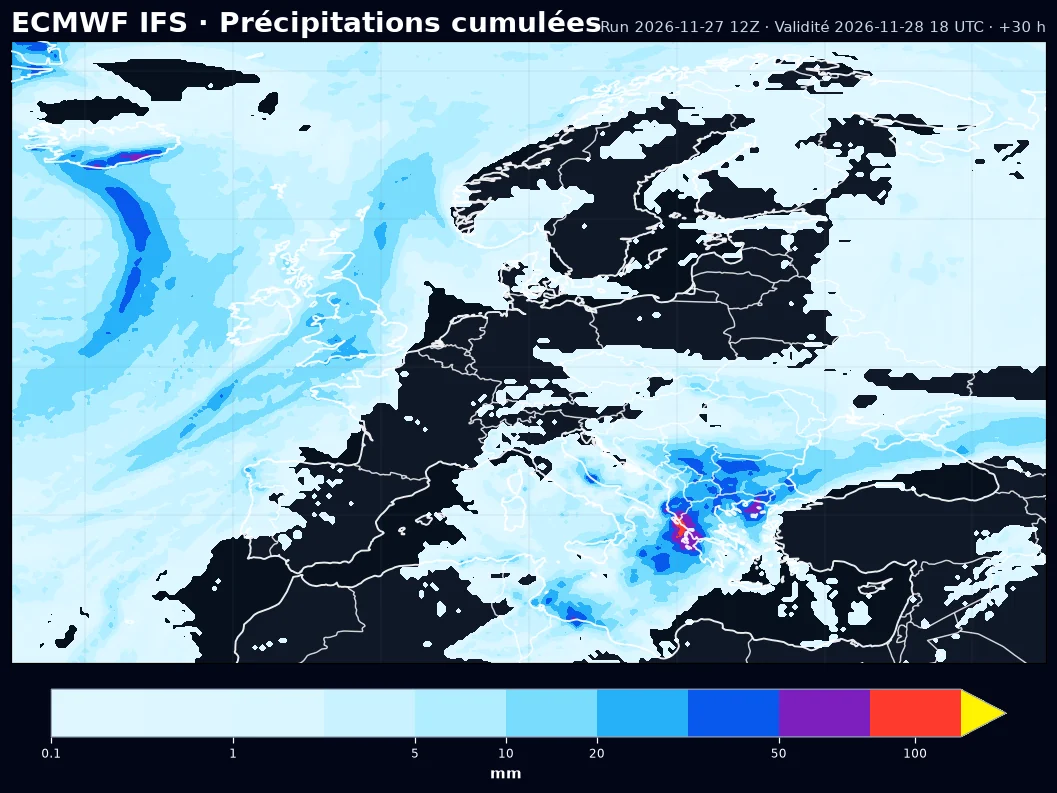 ECMWF IFS · Précipitations cumulées
Run 2026-11-27 12Z · Validité 2026-11-28 18 UTC · +30 h
0.1 1 5 10 20 50 100
mm